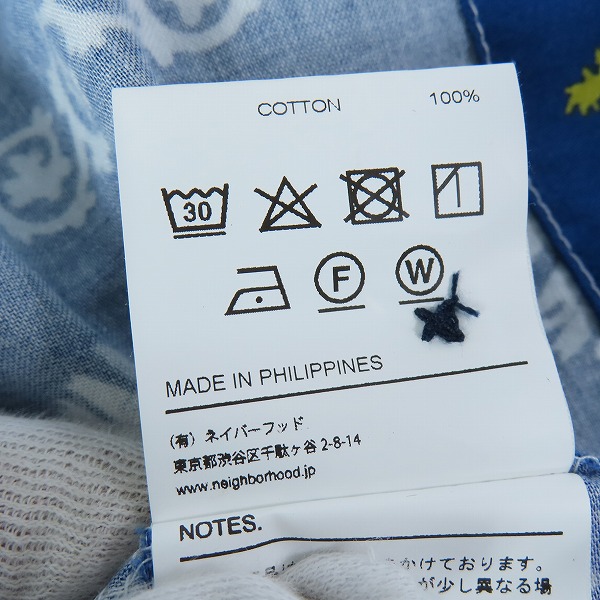 COTTON 100%
30
F W
MADE IN PHILIPPINES
(有) ネイバーフッド
東京都渋谷区千駄ヶ谷 2-8-14
www.neighborhood.jp
NOTES.
かけております。
が少し異なる場